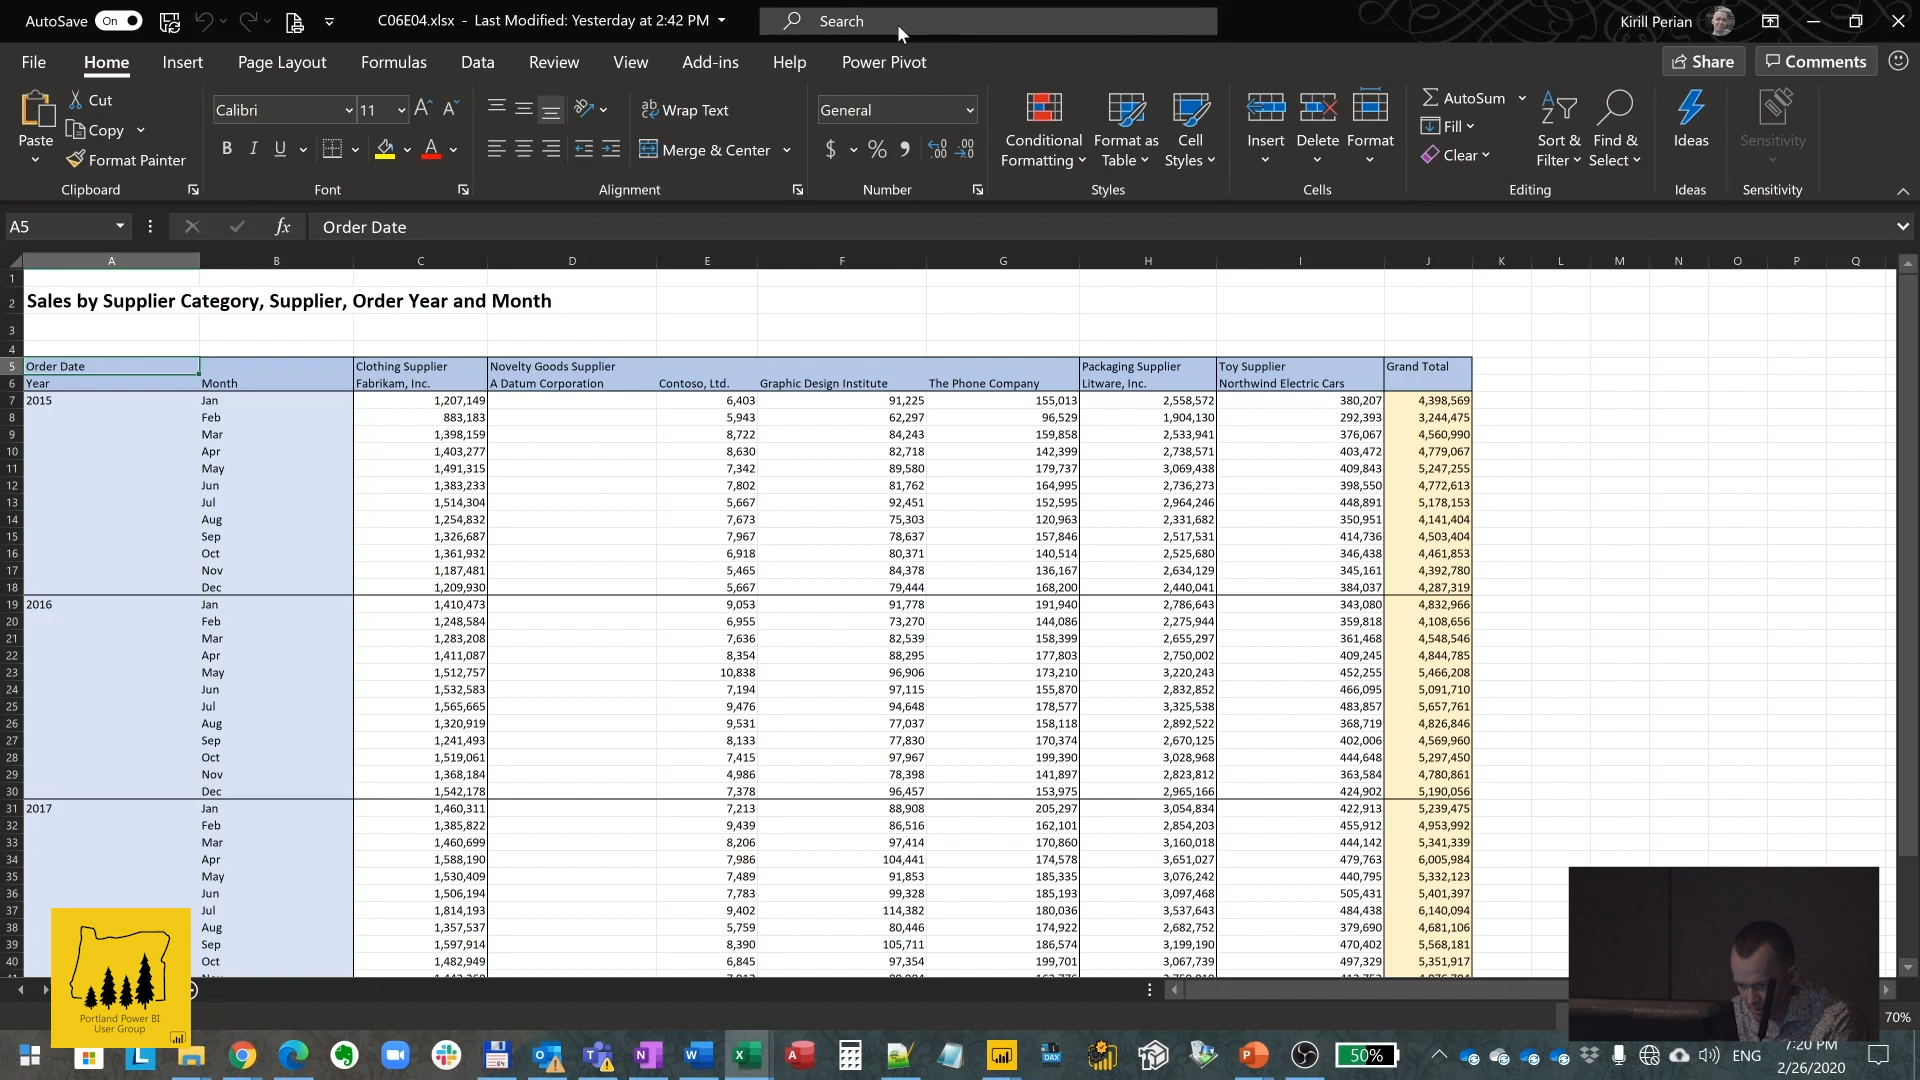 AutoSave On C06E04.xlsx - Last Modified: Yesterday at 2:42 PM Search Kirill Perian
File Home Insert Page Layout Formulas Data Review View Add-ins Help Power Pivot Share Comments
Paste Cut Copy Format Painter Clipboard
Calibri 11 B I U A Font
Wrap Text Merge & Center Alignment
General $ % Number
Conditional Formatting Format as Table Cell Styles Styles
Insert Delete Format Cells
AutoSum Fill Clear Sort & Filter Find & Select Editing
Ideas Ideas
Sensitivity Sensitivity
A5 fx Order Date
A B C D E F G H I J K L M N O P Q
1
2 Sales by Supplier Category, Supplier, Order Year and Month
3
4
5 Order Date Clothing Supplier Novelty Goods Supplier Packaging Supplier Toy Supplier Grand Total
6 Year Month Fabrikam, Inc. A Datum Corporation Contoso, Ltd. Graphic Design Institute The Phone Company Litware, Inc. Northwind Electric Cars
7 2015 Jan 1,207,149 6,403 91,225 155,013 2,558,572 380,207 4,398,569
8 Feb 883,183 5,943 62,297 96,529 1,904,130 292,393 3,244,475
9 Mar 1,398,159 8,722 84,243 159,858 2,533,941 376,067 4,560,990
10 Apr 1,403,277 8,630 82,718 142,399 2,738,571 403,472 4,779,067
11 May 1,491,315 7,342 89,580 179,737 3,069,438 409,843 5,247,255
12 Jun 1,383,233 7,802 81,762 164,995 2,736,273 398,550 4,772,613
13 Jul 1,514,304 5,667 92,451 152,595 2,964,246 448,891 5,178,153
14 Aug 1,254,832 7,673 75,303 120,963 2,331,682 350,951 4,141,404
15 Sep 1,326,687 7,967 78,637 157,846 2,517,531 414,736 4,503,404
16 Oct 1,361,932 6,918 80,371 140,514 2,525,680 346,438 4,461,853
17 Nov 1,187,481 5,465 84,378 136,167 2,634,129 345,161 4,392,780
18 Dec 1,209,930 5,667 79,444 168,200 2,440,041 384,037 4,287,319
19 2016 Jan 1,410,473 9,053 91,778 191,940 2,786,643 343,080 4,832,966
20 Feb 1,248,584 6,955 73,270 144,086 2,275,944 359,818 4,108,656
21 Mar 1,283,208 7,636 82,539 158,399 2,655,297 361,468 4,548,546
22 Apr 1,411,087 8,354 88,295 177,803 2,750,002 409,245 4,844,785
23 May 1,512,757 10,838 96,906 173,210 3,220,243 452,255 5,466,208
24 Jun 1,532,583 7,194 97,115 155,870 2,832,852 466,095 5,091,710
25 Jul 1,565,665 9,476 94,648 178,577 3,325,538 483,857 5,657,761
26 Aug 1,320,919 9,531 77,037 158,118 2,892,522 368,719 4,826,846
27 Sep 1,241,493 8,133 77,830 170,374 2,670,125 402,006 4,569,960
28 Oct 1,519,061 7,415 97,967 199,390 3,028,968 444,648 5,297,450
29 Nov 1,368,184 4,986 78,398 141,897 2,823,812 363,584 4,780,861
30 Dec 1,542,178 7,378 96,457 153,975 2,965,166 424,902 5,190,056
31 2017 Jan 1,460,311 7,213 88,908 205,297 3,054,834 422,913 5,239,475
32 Feb 1,385,822 9,439 86,516 162,101 2,854,203 455,912 4,953,992
33 Mar 1,460,699 8,206 97,414 170,860 3,160,018 444,142 5,341,339
34 Apr 1,588,190 7,986 104,441 174,578 3,651,027 479,763 6,005,984
35 May 1,530,409 7,489 91,853 185,335 3,076,242 440,795 5,332,123
36 Jun 1,506,194 7,783 99,328 185,193 3,097,468 505,431 5,401,397
37 Jul 1,814,193 9,402 114,382 180,036 3,537,643 484,438 6,140,094
38 Aug 1,357,537 5,759 80,446 174,922 2,682,752 379,690 4,681,106
39 Sep 1,597,914 8,390 105,711 186,574 3,199,190 470,402 5,568,181
40 Oct 1,482,949 6,845 97,354 199,701 3,067,739 497,329 5,351,917
Portland Power BI
User Group
70%
50% ENG 7:20 PM
2/26/2020